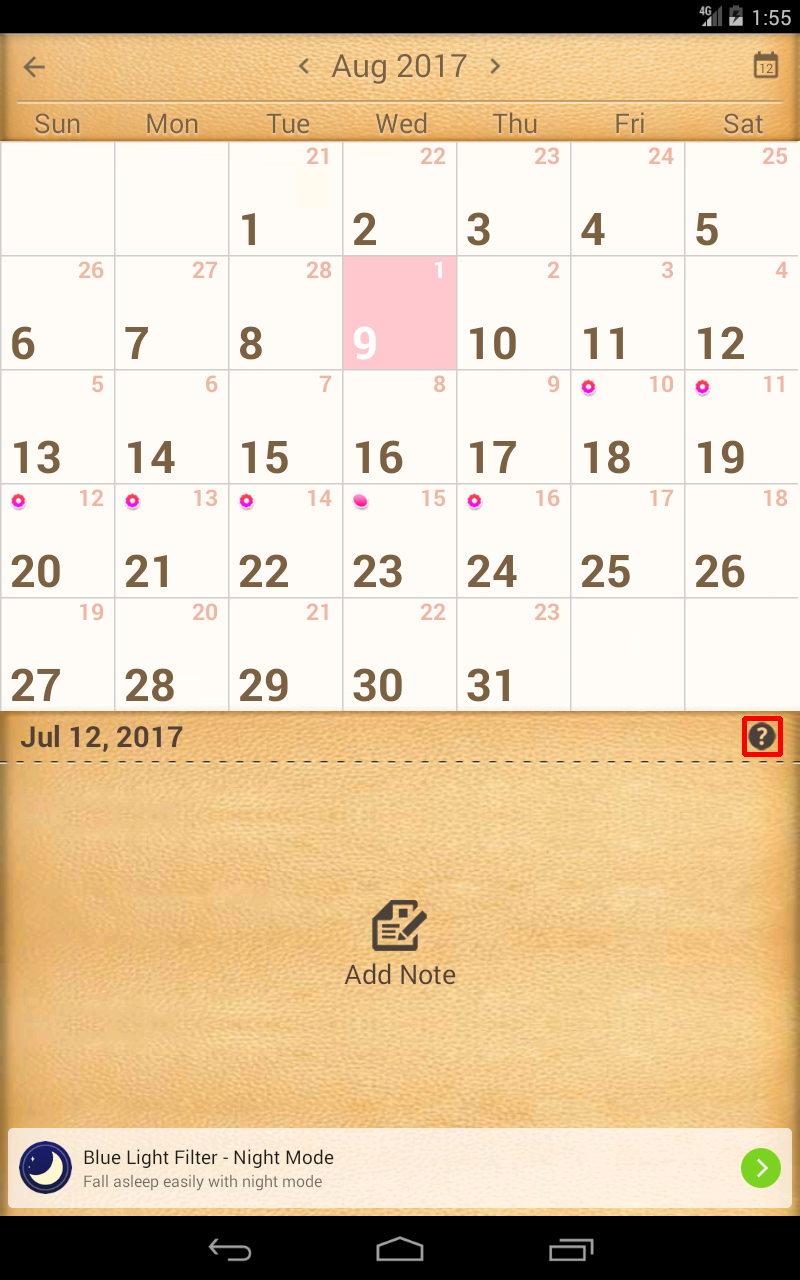 4G 1:55
Aug 2017 12
Sun Mon Tue Wed Thu Fri Sat
21 22 23 24 25
1 2 3 4 5
26 27 28 1 2 3 4
6 7 8 9 10 11 12
5 6 7 8 9 10 11
13 14 15 16 17 18 19
12 13 14 15 16 17 18
20 21 22 23 24 25 26
19 20 21 22 23
27 28 29 30 31
Jul 12, 2017 ?
Add Note
Blue Light Filter - Night Mode
Fall asleep easily with night mode